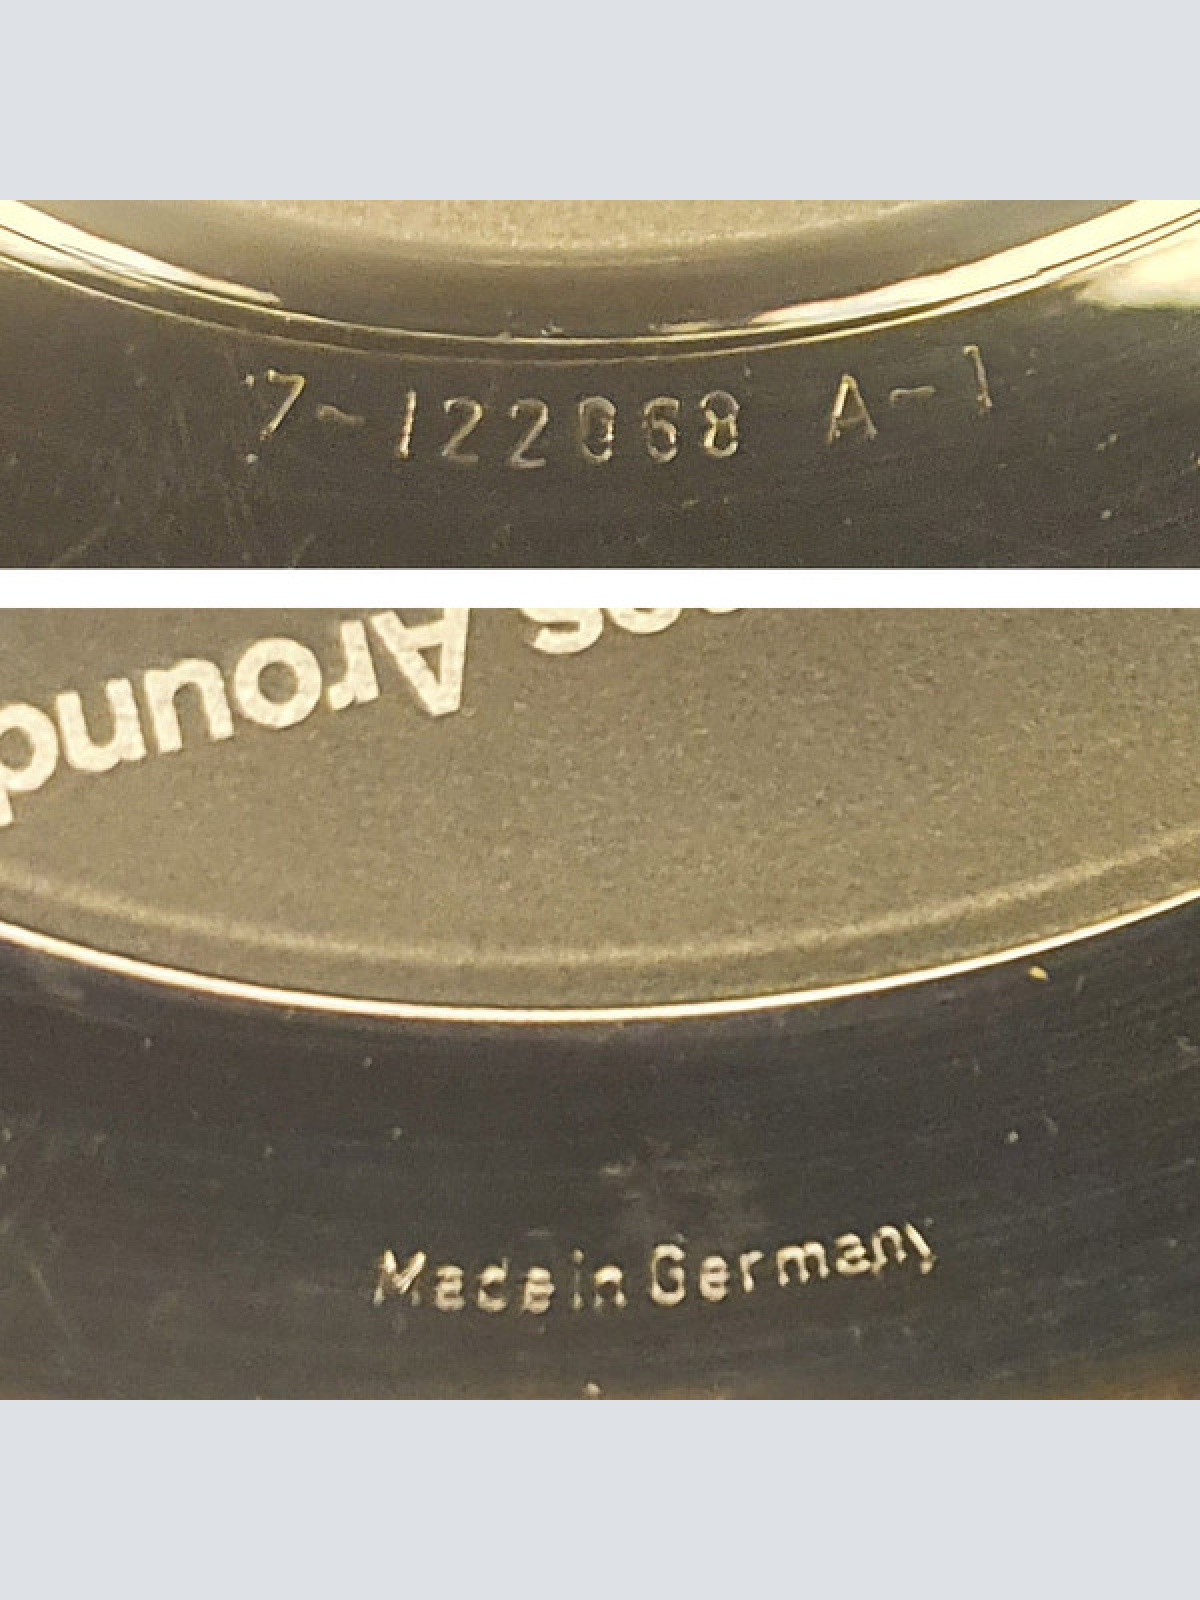 7-122068 A-1
Around
Made in Germany